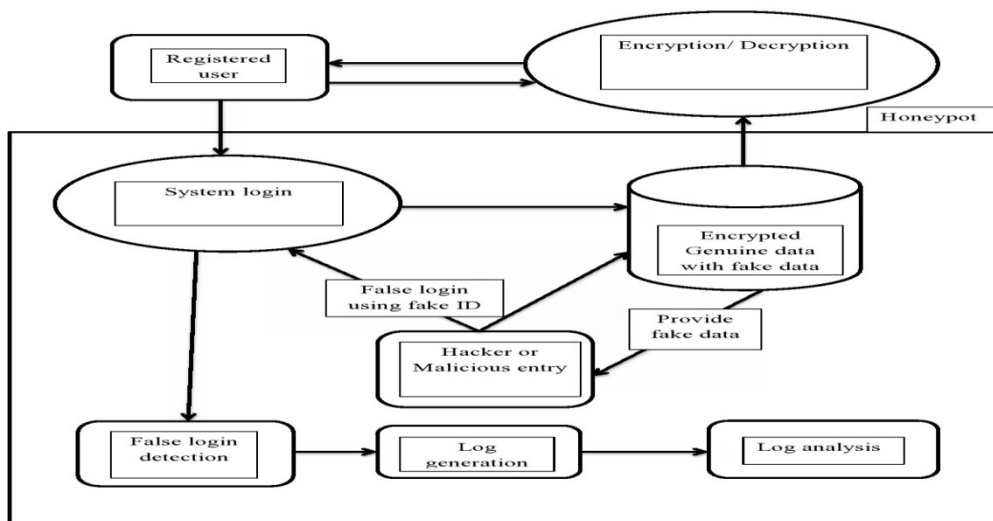 Registered
user
Encryption/ Decryption
Honeypot
System login
Encrypted
Genuine data
with fake data
False login
using fake ID
Provide
fake data
Hacker or
Malicious entry
False login
detection
Log
generation
Log analysis